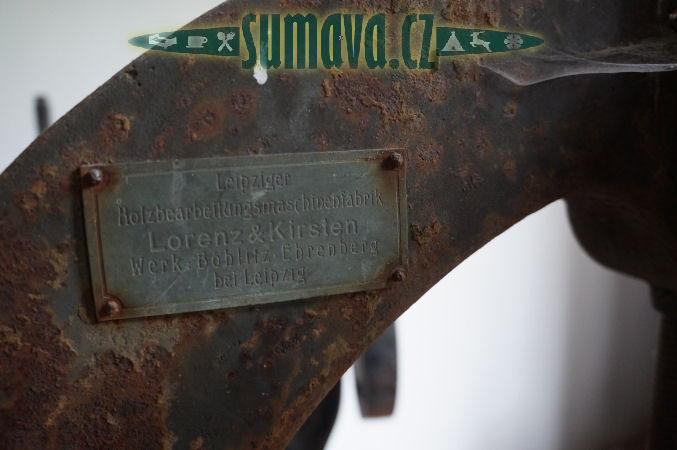 sumava.cz
Leipziger
Holzbearbeitungsmaschinenfabrik
Lorenz & Kirsten
Werk: Böhlitz Ehrenberg
bei Leipzig